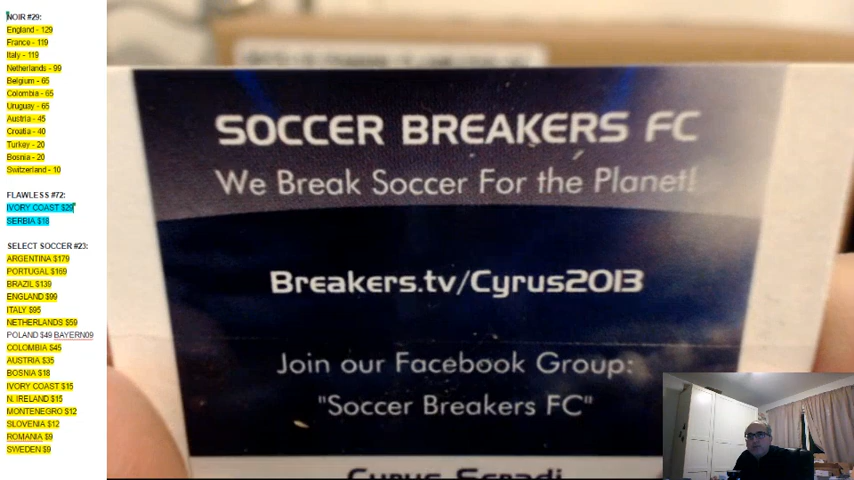 NOIR #29:
England - 129
France - 119
Italy - 119
Netherlands - 99
Belgium - 65
Colombia - 65
Uruguay - 65
Austria - 45
Croatia - 40
Turkey - 20
Bosnia - 20
Switzerland - 10
FLAWLESS #72:
IVORY COAST $29
SERBIA $18
SELECT SOCCER #23:
ARGENTINA $179
PORTUGAL $169
BRAZIL $139
ENGLAND $99
ITALY $95
NETHERLANDS $59
POLAND $49 BAYERN09
COLOMBIA $45
AUSTRIA $35
BOSNIA $18
IVORY COAST $15
N. IRELAND $15
MONTENEGRO $12
SLOVENIA $12
ROMANIA $9
SWEDEN $9
SOCCER BREAKERS FC
We Break Soccer For the Planet!
Breakers.tv/Cyrus2013
Join our Facebook Group:
"Soccer Breakers FC"